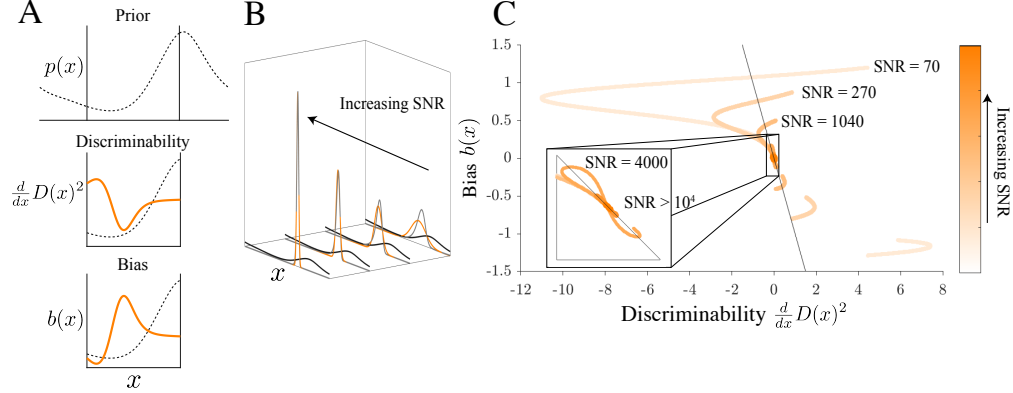 A
Prior
p(x)
Discriminability
d/dx D(x)²
Bias
b(x)
x
B
Increasing SNR
x
C
Bias b(x)
1.5
1
0.5
0
-0.5
-1
-1.5
-12
-10
-8
-6
-4
-2
0
2
4
6
8
Discriminability d/dx D(x)²
SNR = 70
SNR = 270
SNR = 1040
SNR = 4000
SNR > 10⁴
Increasing SNR